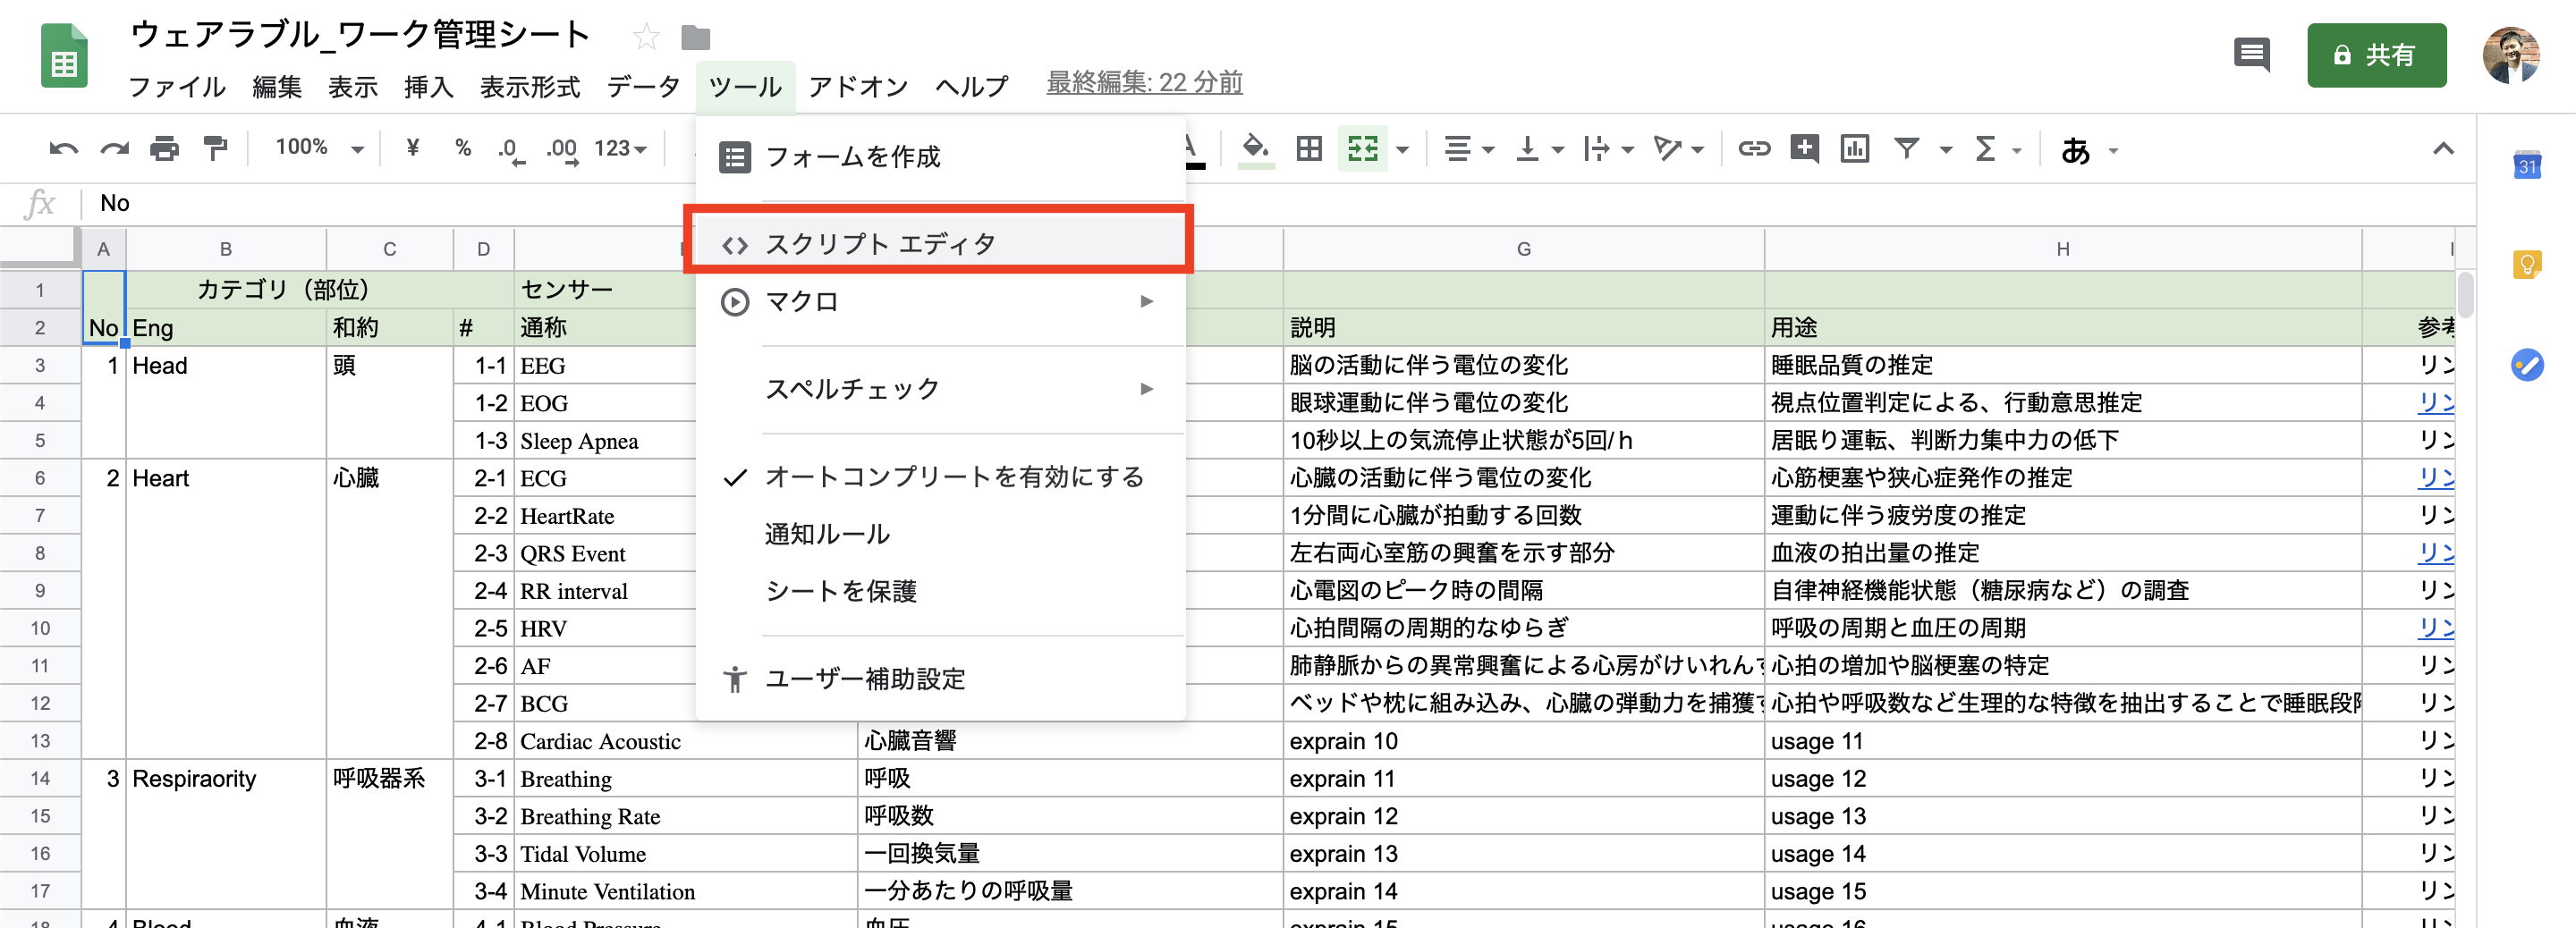 ウェアラブル_ワーク管理シート
ファイル 編集 表示 挿入 表示形式 データ ツール アドオン ヘルプ 最終編集: 22 分前
共有
100% ¥ % .0 .00 123 A Σ あ
31
fx No
フォームを作成
スクリプト エディタ
マクロ
スペルチェック
オートコンプリートを有効にする
通知ルール
シートを保護
ユーザー補助設定
A B C D G H
1 カテゴリ（部位） センサー
2 No Eng 和約 # 通称 説明 用途 参考
3 1 Head 頭 1-1 EEG 脳の活動に伴う電位の変化 睡眠品質の推定 リン
4 1-2 EOG 眼球運動に伴う電位の変化 視点位置判定による、行動意思推定 リン
5 1-3 Sleep Apnea 10秒以上の気流停止状態が5回/ｈ 居眠り運転、判断力集中力の低下 リン
6 2 Heart 心臓 2-1 ECG 心臓の活動に伴う電位の変化 心筋梗塞や狭心症発作の推定 リン
7 2-2 HeartRate 1分間に心臓が拍動する回数 運動に伴う疲労度の推定 リン
8 2-3 QRS Event 左右両心室筋の興奮を示す部分 血液の拍出量の推定 リン
9 2-4 RR interval 心電図のピーク時の間隔 自律神経機能状態（糖尿病など）の調査 リン
10 2-5 HRV 心拍間隔の周期的なゆらぎ 呼吸の周期と血圧の周期 リン
11 2-6 AF 肺静脈からの異常興奮による心房がけいれんす 心拍の増加や脳梗塞の特定 リン
12 2-7 BCG ベッドや枕に組み込み、心臓の弾動力を捕獲す 心拍や呼吸数など生理的な特徴を抽出することで睡眠段階 リン
13 2-8 Cardiac Acoustic 心臓音響 exprain 10 usage 11 リン
14 3 Respiraority 呼吸器系 3-1 Breathing 呼吸 exprain 11 usage 12 リン
15 3-2 Breathing Rate 呼吸数 exprain 12 usage 13 リン
16 3-3 Tidal Volume 一回換気量 exprain 13 usage 14 リン
17 3-4 Minute Ventilation 一分あたりの呼吸量 exprain 14 usage 15 リン
18 4 Blood 血液 4-1 Blood Pressure 血圧 exprain 15 usage 16